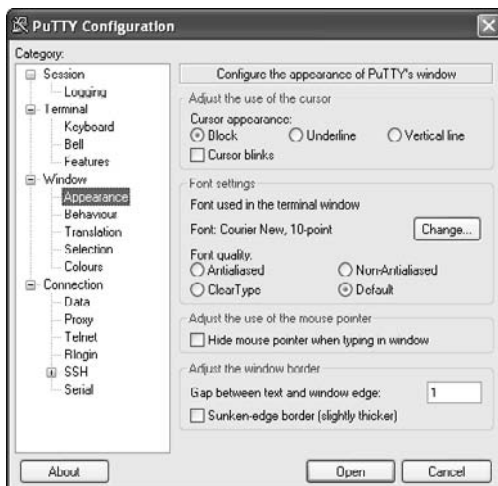 PuTTY Configuration
Category:
Session
Logging
Terminal
Keyboard
Bell
Features
Window
Appearance
Behaviour
Translation
Selection
Colours
Connection
Data
Proxy
Telnet
Rlogin
SSH
Serial
Configure the appearance of PuTTY's window
Adjust the use of the cursor
Cursor appearance:
Block Underline Vertical line
Cursor blinks
Font settings
Font used in the terminal window
Font: Courier New, 10-point Change...
Font quality:
Antialiased Non-Antialiased
ClearType Default
Adjust the use of the mouse pointer
Hide mouse pointer when typing in window
Adjust the window border
Gap between text and window edge: 1
Sunken-edge border (slightly thicker)
About Open Cancel